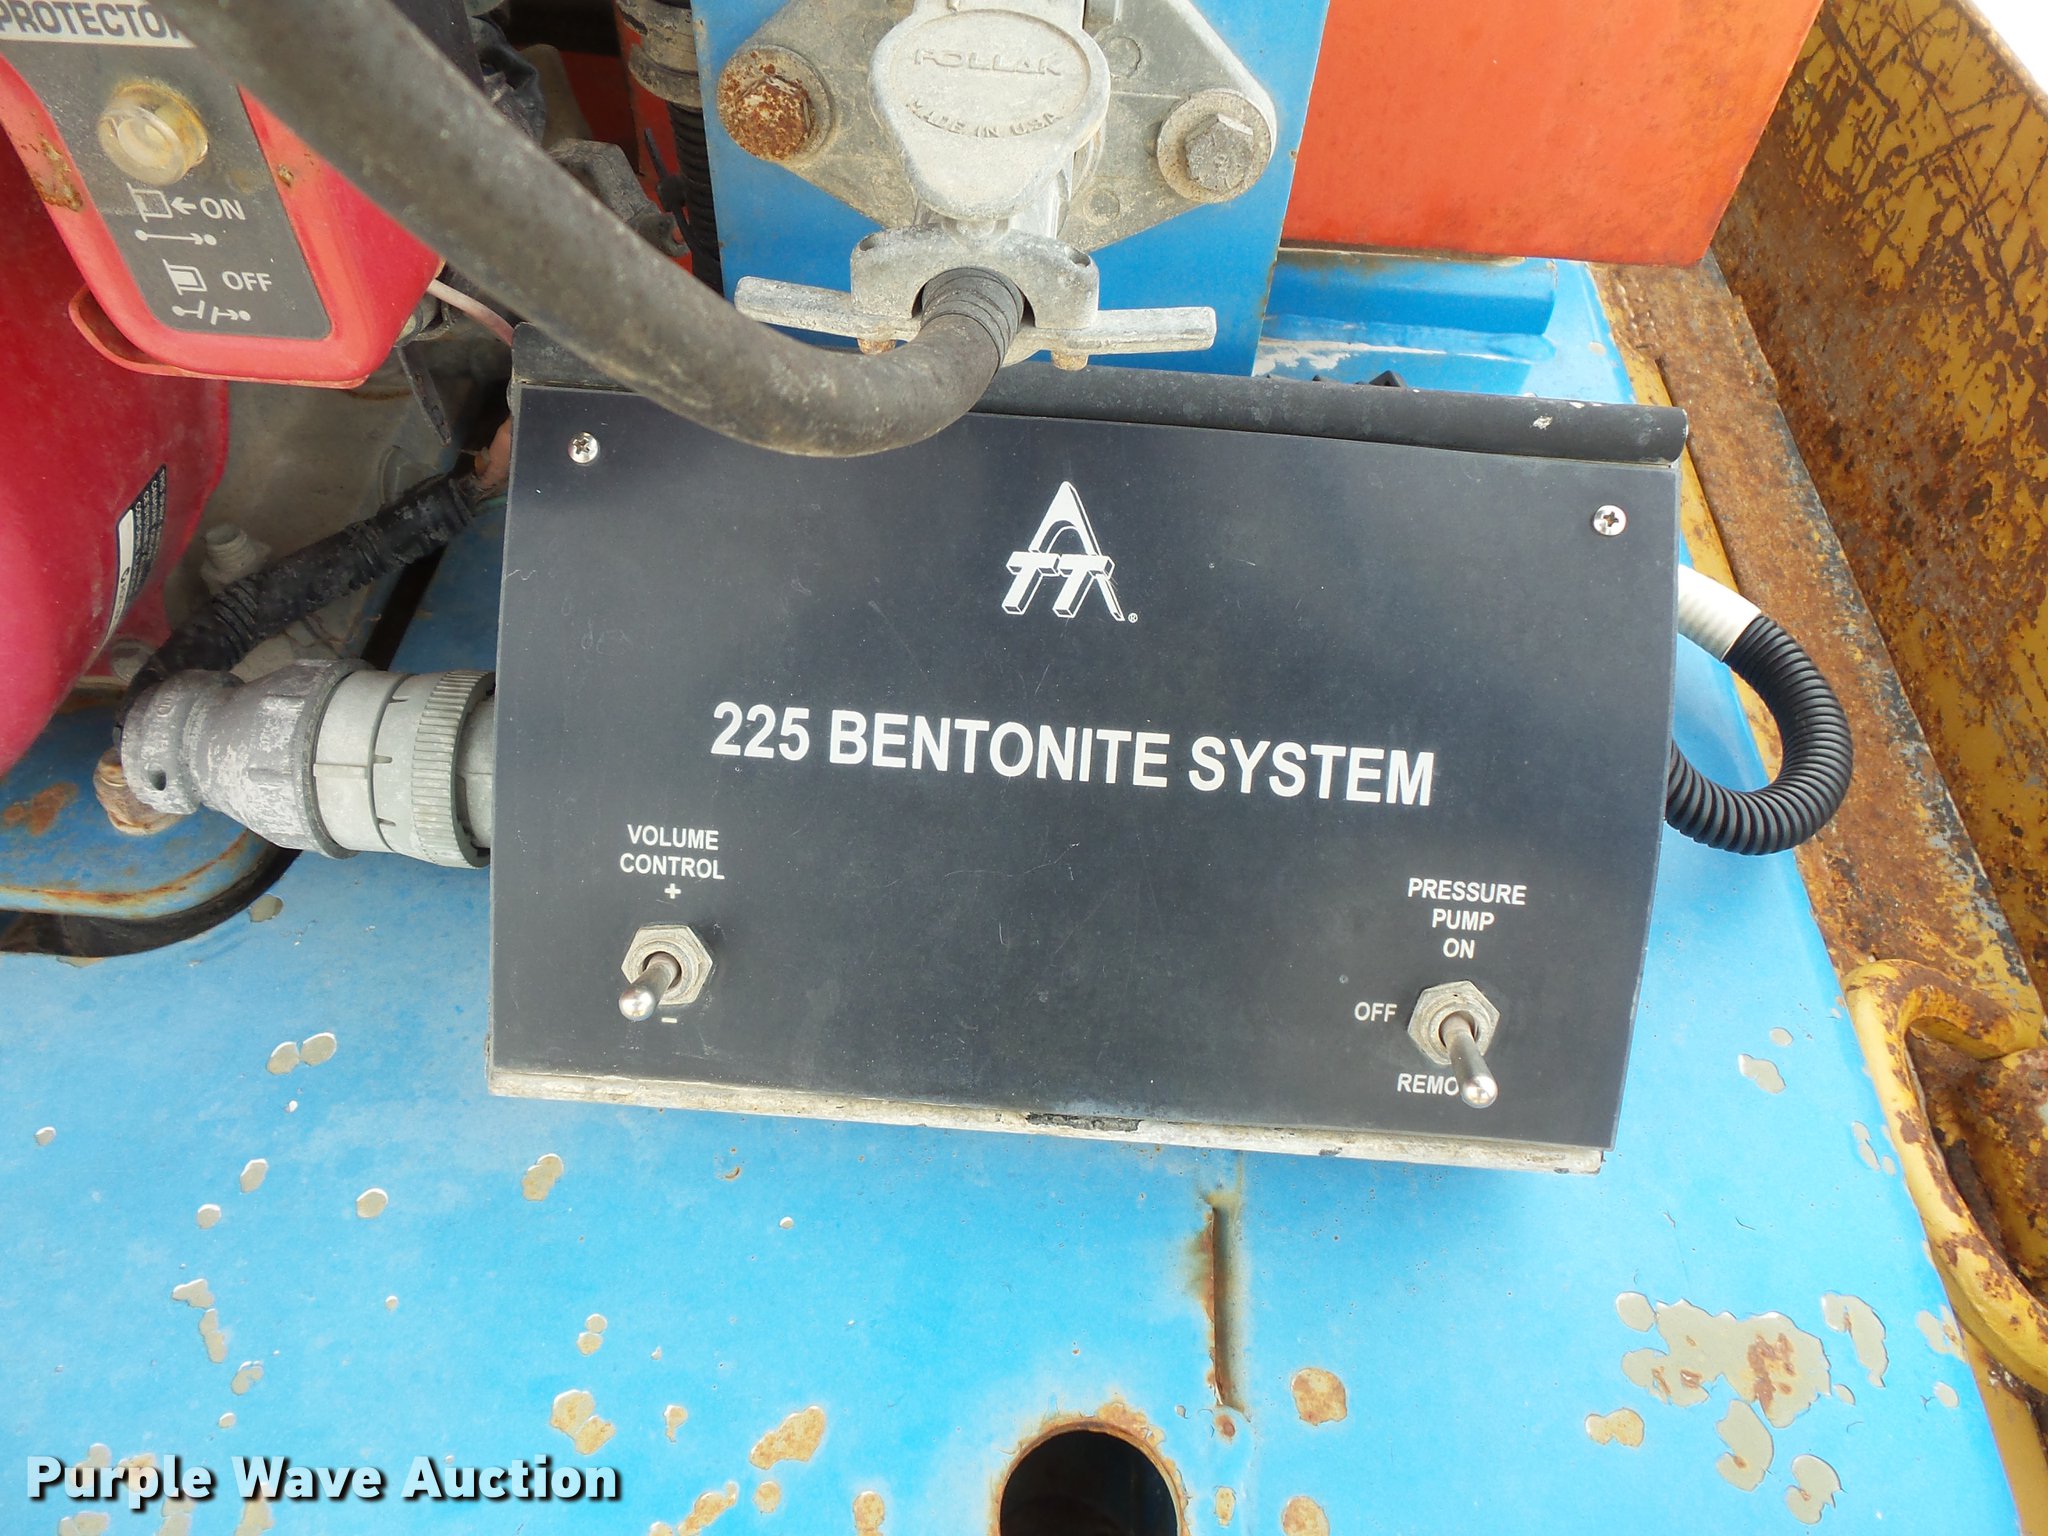 PROTECTOR
ON
OFF
POLLAK
MADE IN U.S.A.
TT
®
225 BENTONITE SYSTEM
VOLUME
CONTROL
+
-
PRESSURE
PUMP
ON
OFF
REMO
Purple Wave Auction